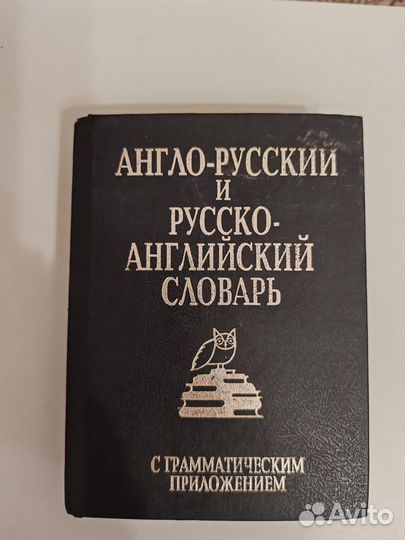 АНГЛО-РУССКИЙ
И
РУССКО-
АНГЛИЙСКИЙ
СЛОВАРЬ
С ГРАММАТИЧЕСКИМ
ПРИЛОЖЕНИЕМ
Avito